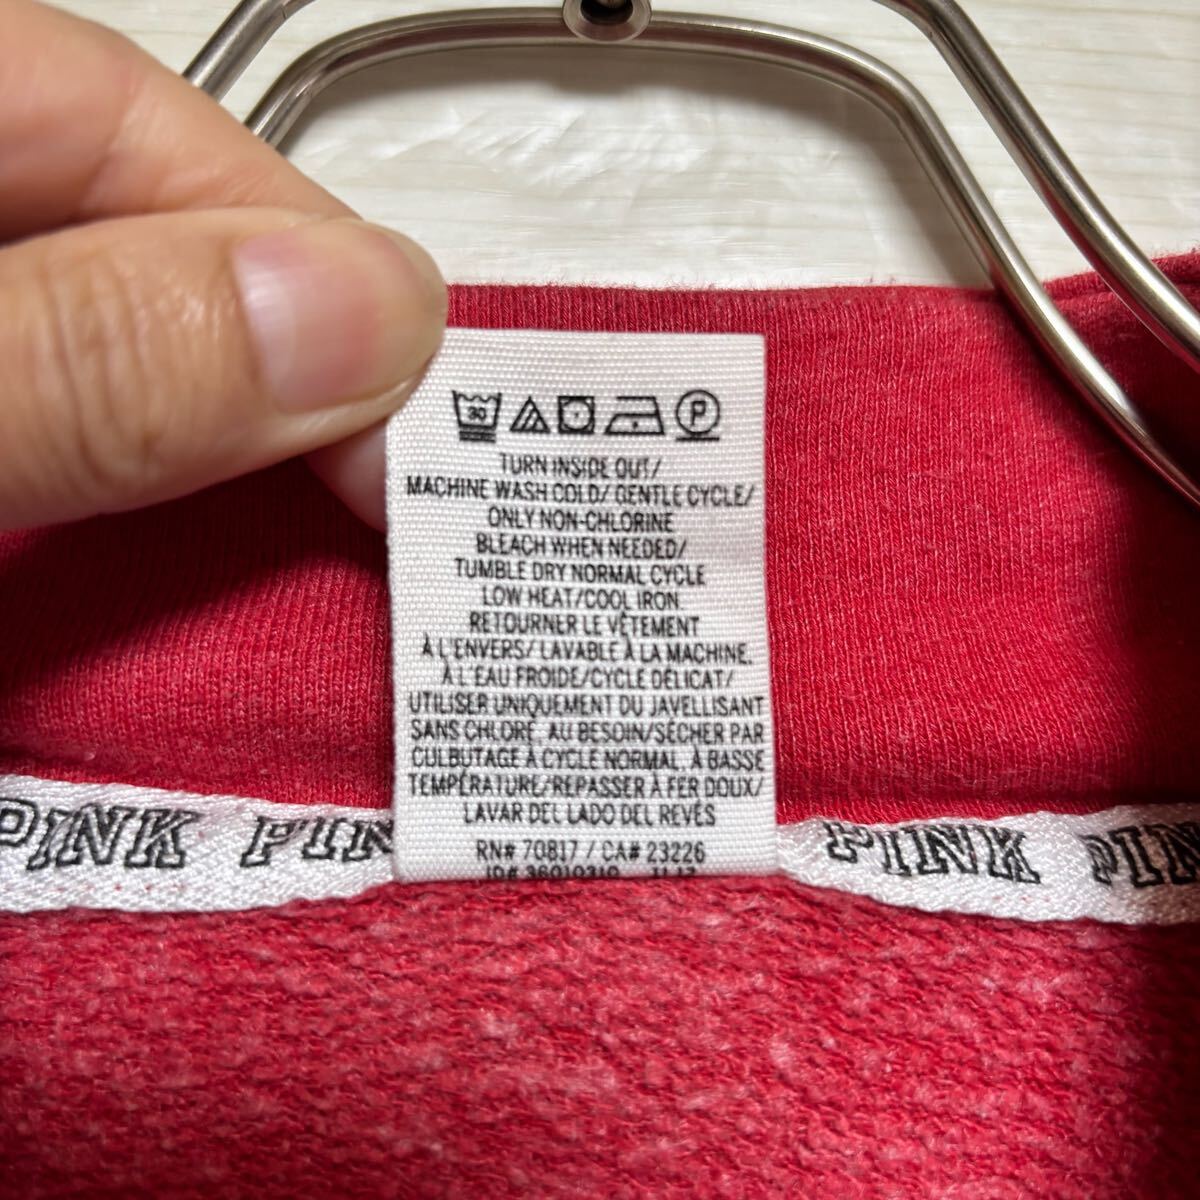 30
P
TURN INSIDE OUT/
MACHINE WASH COLD/ GENTLE CYCLE/
ONLY NON-CHLORINE
BLEACH WHEN NEEDED/
TUMBLE DRY NORMAL CYCLE
LOW HEAT/COOL IRON.
RETOURNER LE VÊTEMENT
À L'ENVERS/ LAVABLE À LA MACHINE,
À L'EAU FROIDE/CYCLE DÉLICAT/
UTILISER UNIQUEMENT DU JAVELLISANT
SANS CHLORE, AU BESOIN/SÉCHER PAR
CULBUTAGE À CYCLE NORMAL, À BASSE
TEMPÉRATURE/REPASSER À FER DOUX/
LAVAR DEL LADO DEL REVÉS
PINK PINK PINK PINK
RN# 70817 / CA# 23226
ID#